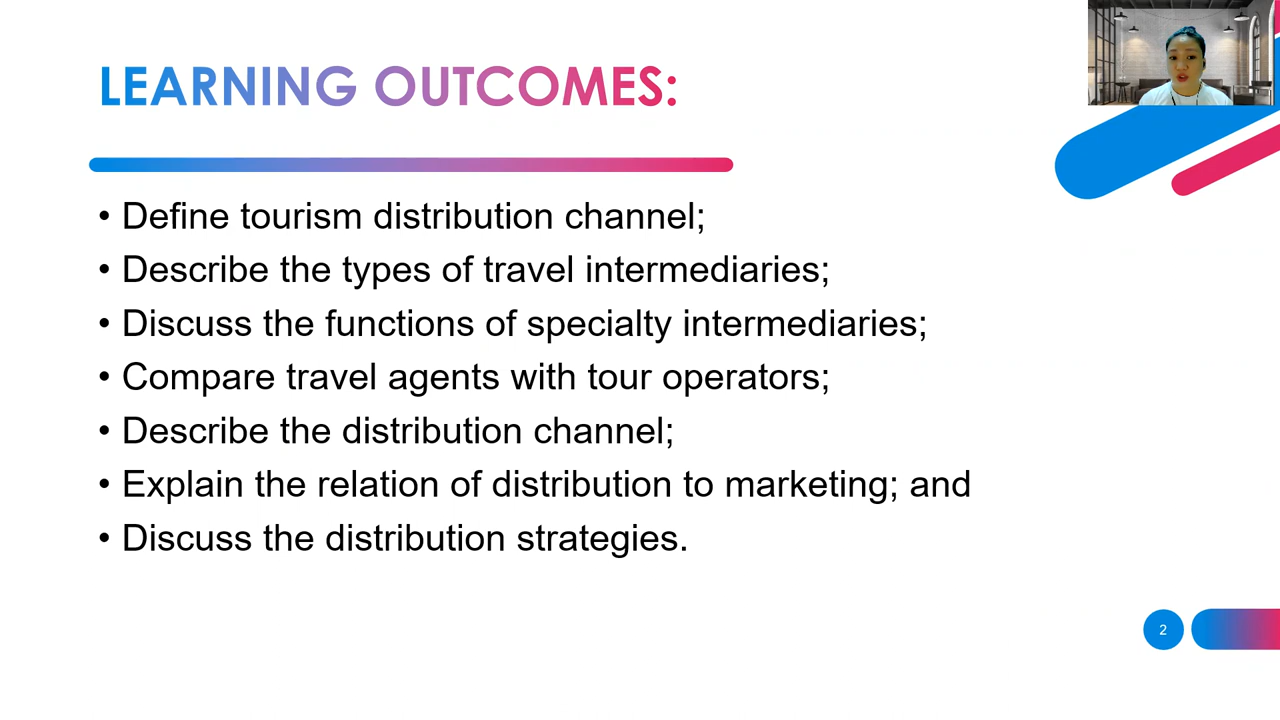 LEARNING OUTCOMES:
• Define tourism distribution channel;
• Describe the types of travel intermediaries;
• Discuss the functions of specialty intermediaries;
• Compare travel agents with tour operators;
• Describe the distribution channel;
• Explain the relation of distribution to marketing; and
• Discuss the distribution strategies.
2